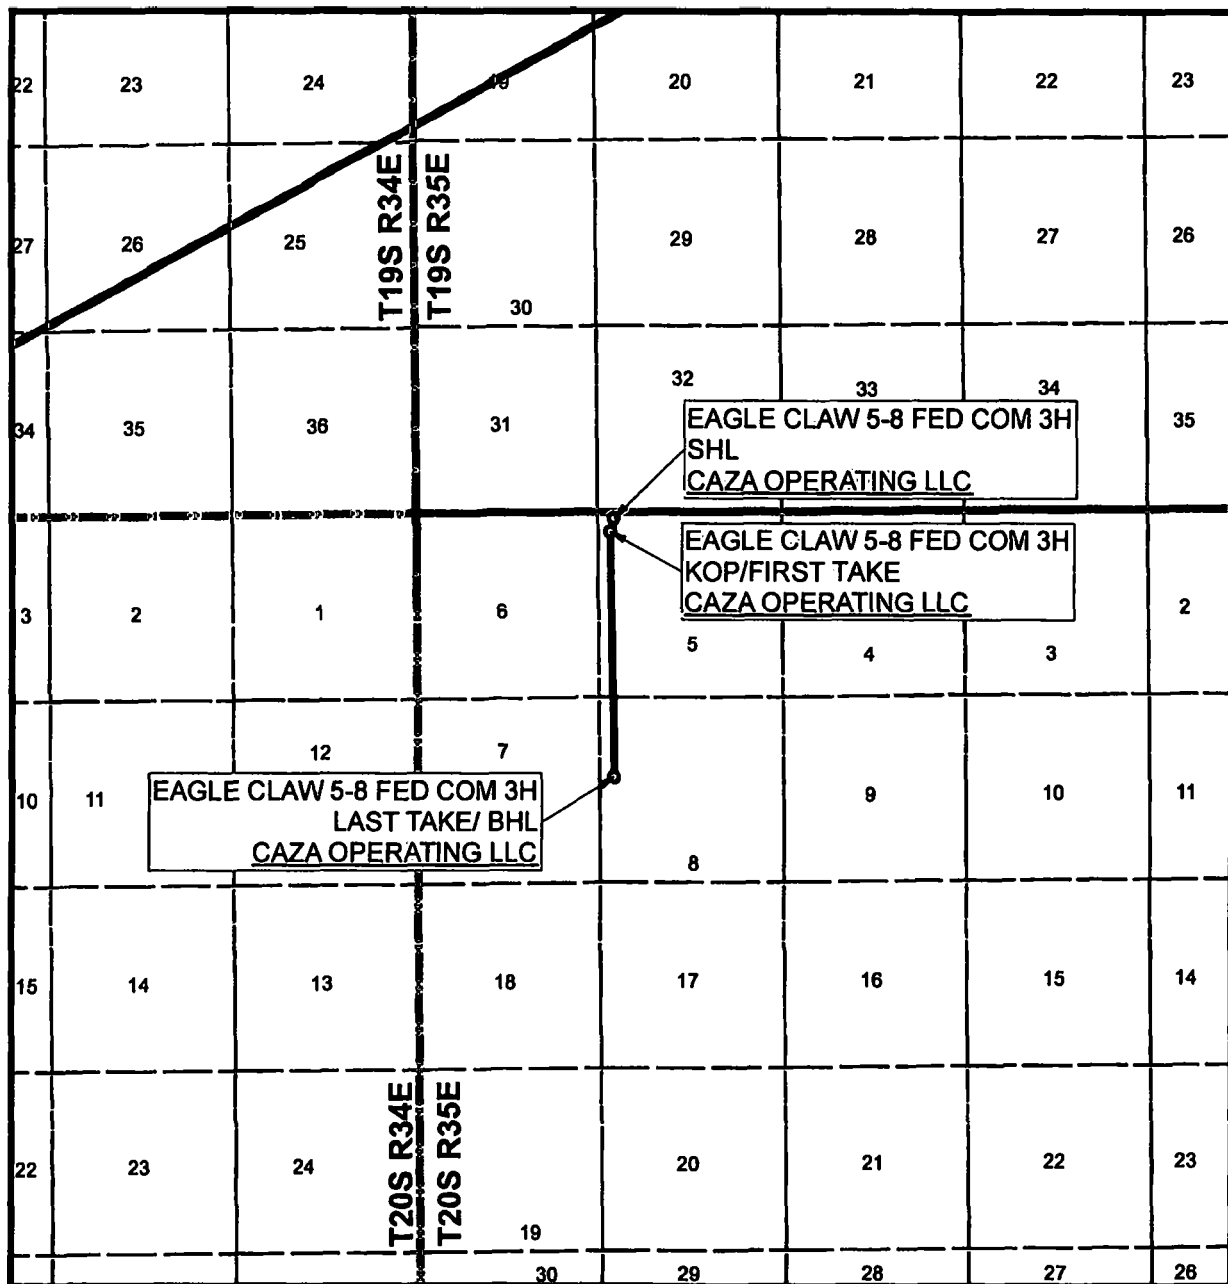 22 23 24 19 20 21 22 23
T19S R34E
T19S R35E
27 26 25 29 28 27 26
30
32 33 34
34 35 36 31 35
EAGLE CLAW 5-8 FED COM 3H
SHL
CAZA OPERATING LLC
EAGLE CLAW 5-8 FED COM 3H
KOP/FIRST TAKE
CAZA OPERATING LLC
3 2 1 6 2
5 4 3
12 7
10 11 9 10 11
EAGLE CLAW 5-8 FED COM 3H
LAST TAKE/ BHL
CAZA OPERATING LLC
8
15 14 13 18 17 16 15 14
T20S R34E
T20S R35E
22 23 24 20 21 22 23
19
30 29 28 27 26